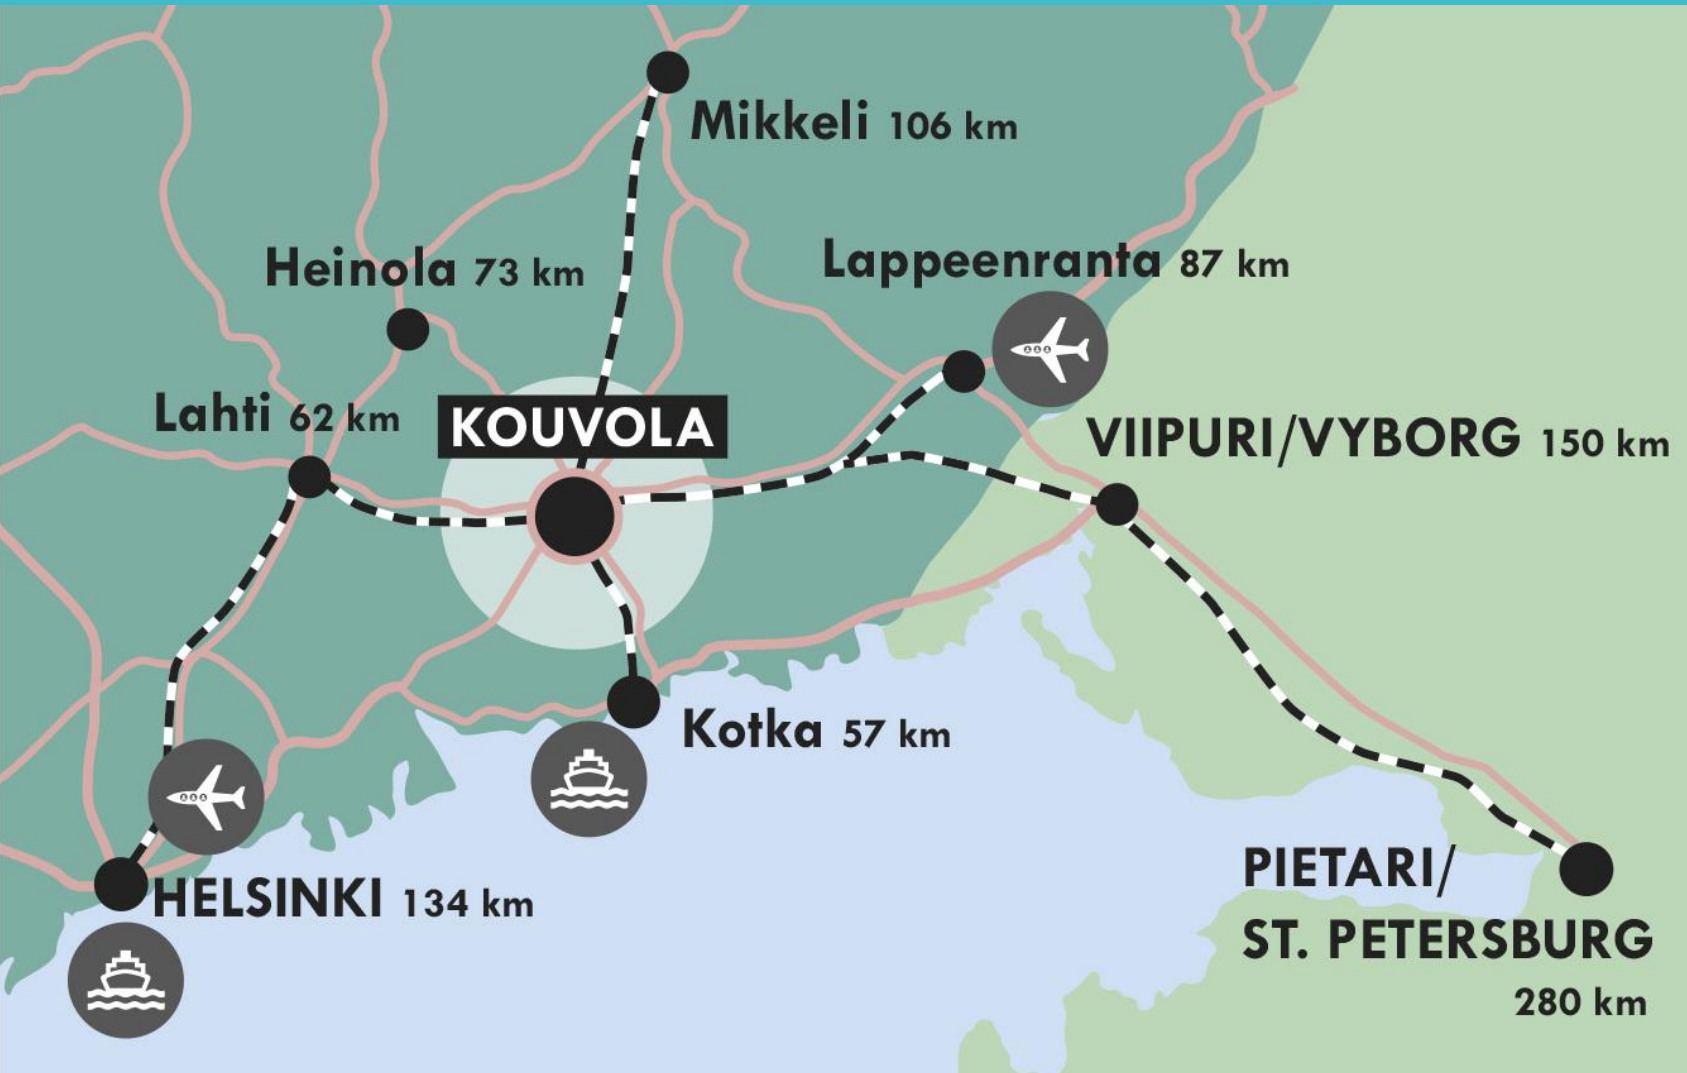 Mikkeli 106 km
Lappeenranta 87 km
Heinola 73 km
Lahti 62 km
KOUVOLA
VIIPURI/VYBORG 150 km
Kotka 57 km
HELSINKI 134 km
PIETARI/
ST. PETERSBURG
280 km